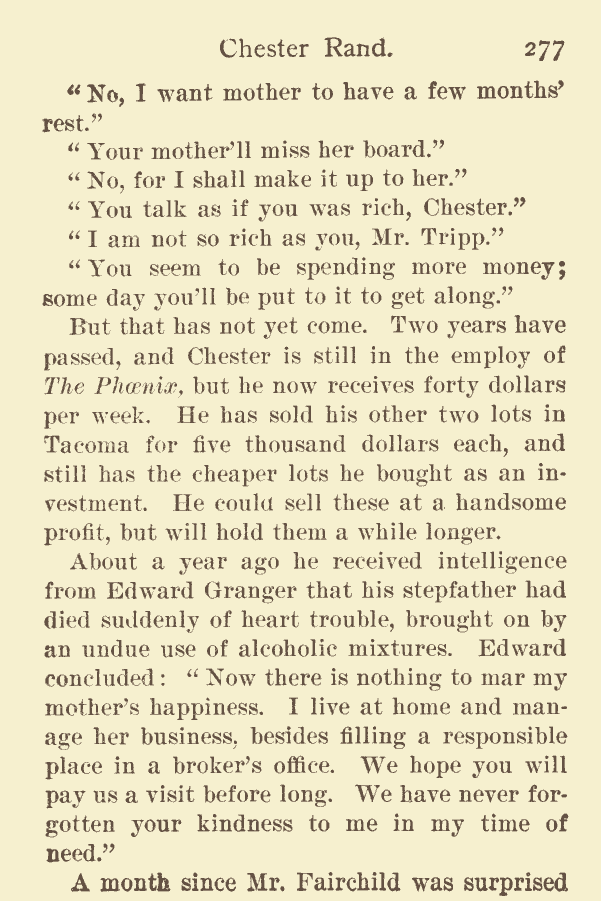 Chester Rand. 277
“No, I want mother to have a few months’
rest.”
“Your mother’ll miss her board.”
“No, for I shall make it up to her.”
“You talk as if you was rich, Chester.”
“I am not so rich as you, Mr. Tripp.”
“You seem to be spending more money;
some day you’ll be put to it to get along.”
But that has not yet come. Two years have
passed, and Chester is still in the employ of
The Phœnix, but he now receives forty dollars
per week. He has sold his other two lots in
Tacoma for five thousand dollars each, and
still has the cheaper lots he bought as an in-
vestment. He could sell these at a handsome
profit, but will hold them a while longer.
About a year ago he received intelligence
from Edward Granger that his stepfather had
died suddenly of heart trouble, brought on by
an undue use of alcoholic mixtures. Edward
concluded: “Now there is nothing to mar my
mother’s happiness. I live at home and man-
age her business, besides filling a responsible
place in a broker’s office. We hope you will
pay us a visit before long. We have never for-
gotten your kindness to me in my time of
need.”
A month since Mr. Fairchild was surprised